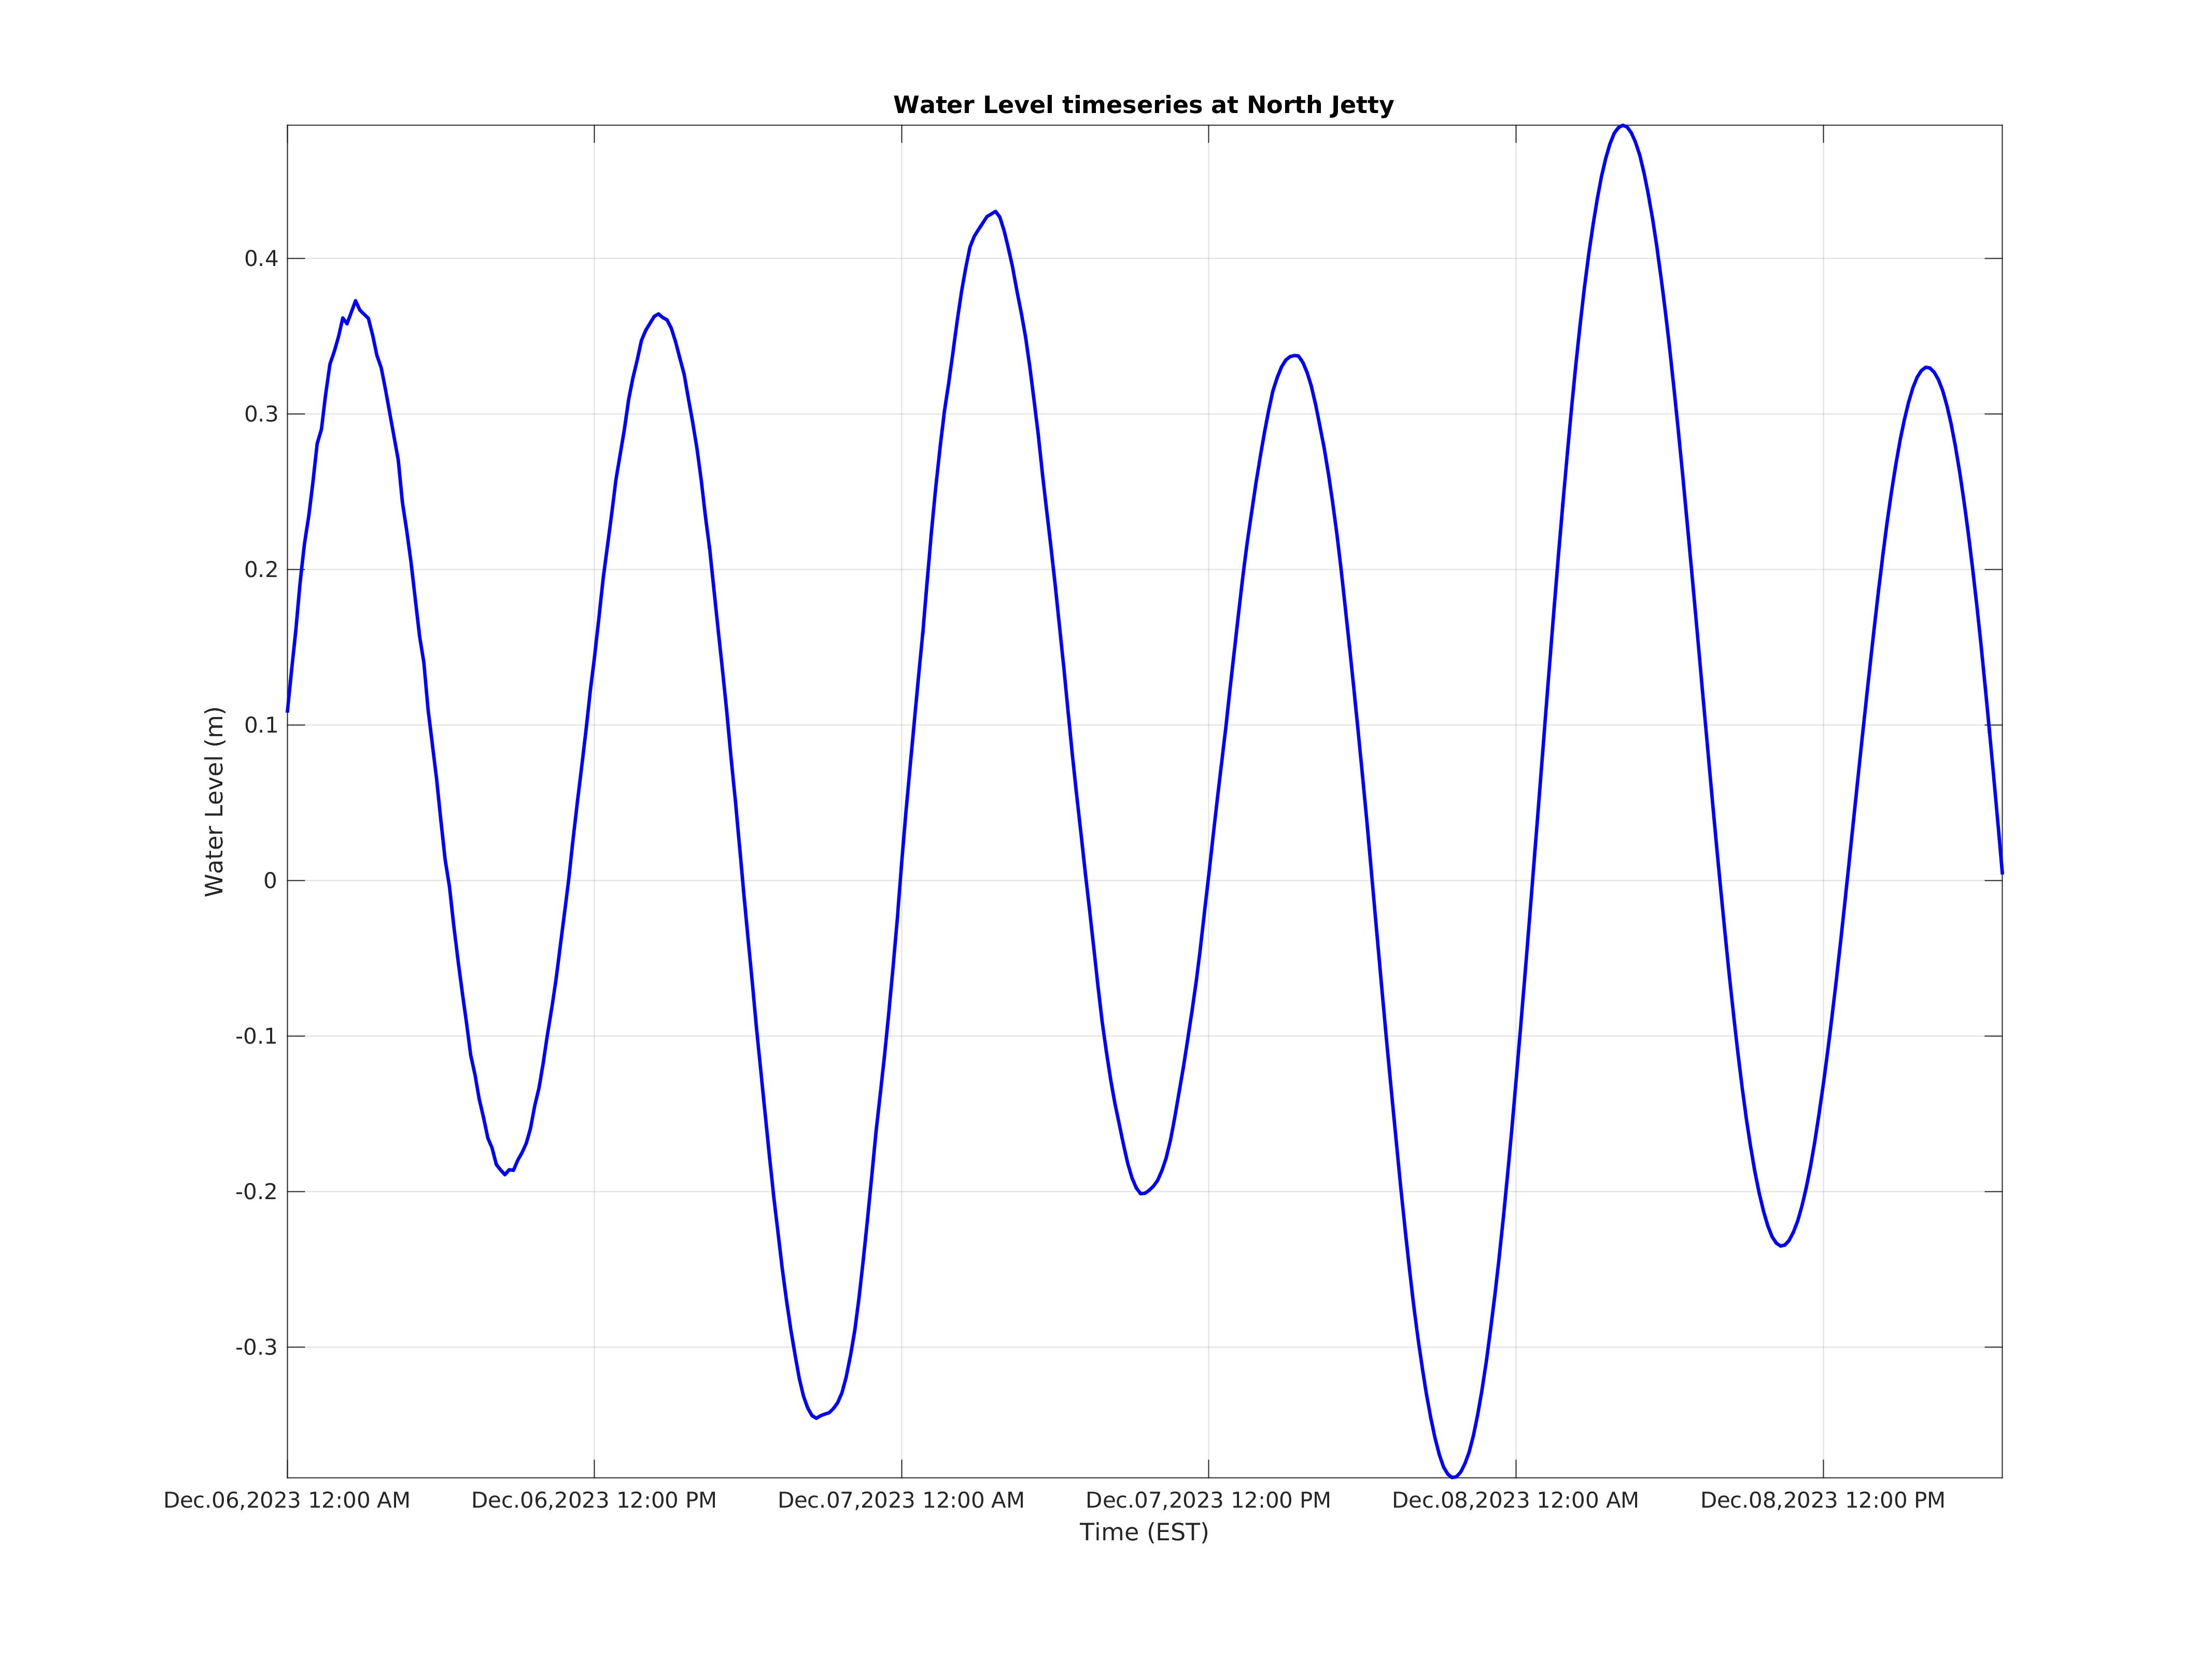 Water Level timeseries at North Jetty
0.4
0.3
0.2
0.1
0
-0.1
-0.2
-0.3
Water Level (m)
Dec.06,2023 12:00 AM Dec.06,2023 12:00 PM Dec.07,2023 12:00 AM Dec.07,2023 12:00 PM Dec.08,2023 12:00 AM Dec.08,2023 12:00 PM
Time (EST)